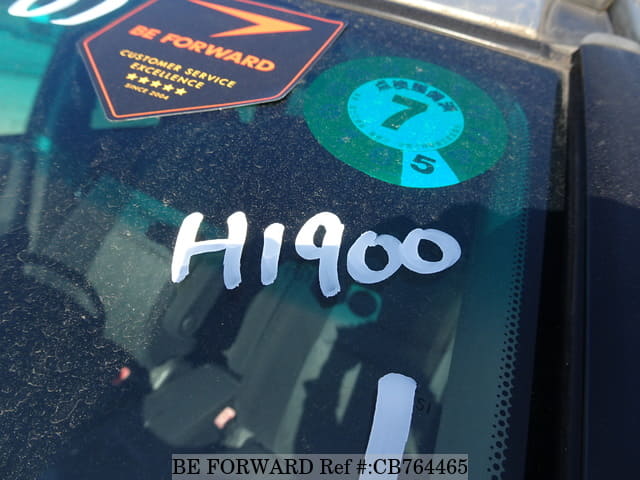 BE FORWARD
CUSTOMER SERVICE
EXCELLENCE
★★★★★
SINCE 2004
7
5
H1900
BE FORWARD Ref #:CB764465